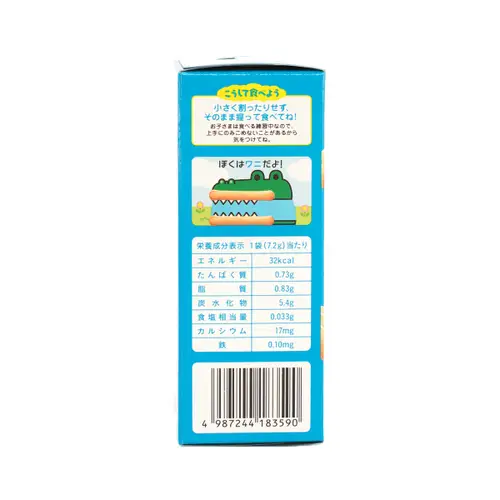 こうして食べよう
小さく割ったりせず、
そのまま握って食べてね!
お子さまは食べる練習中なので、
上手にのみこめないことがあるから
気をつけてね。
ぼくはワニだよ!
栄養成分表示 1袋(7.2g)当たり
エネルギー 32kcal
たんぱく質 0.73g
脂質 0.83g
炭水化物 5.4g
食塩相当量 0.033g
カルシウム 17mg
鉄 0.10mg
4 987244 183590